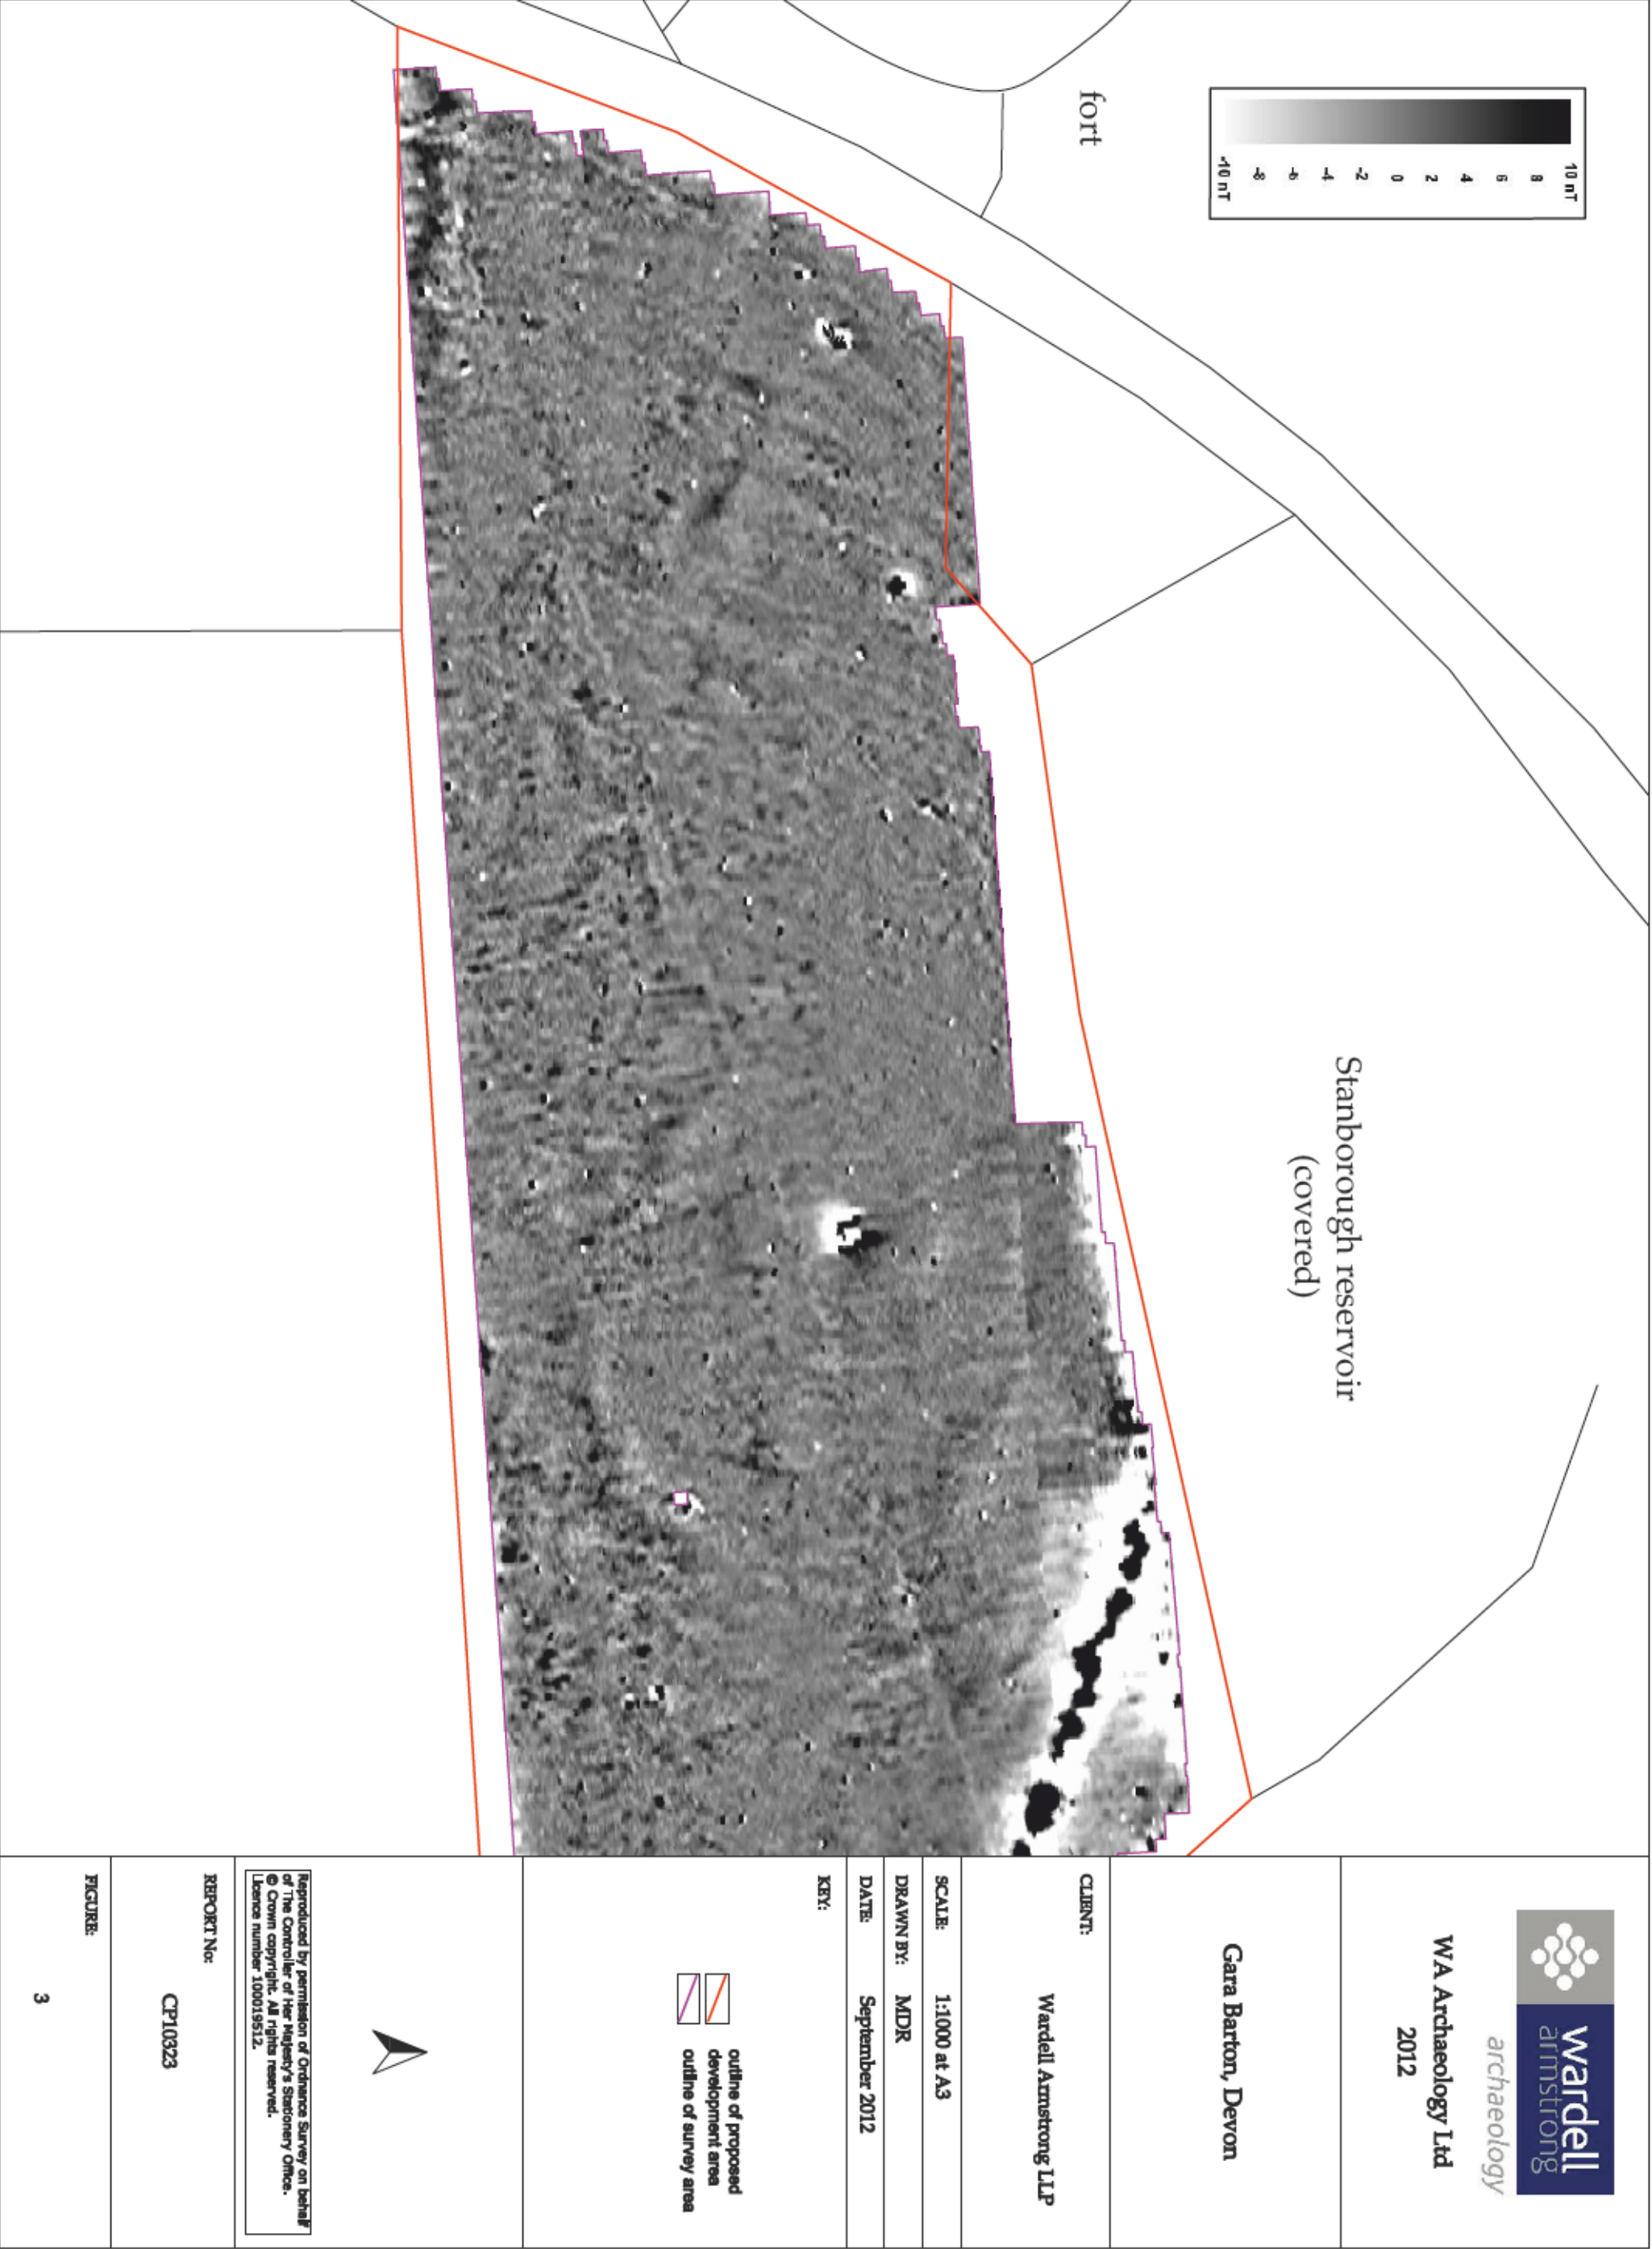 fort
10 nT
8
6
4
2
0
-2
-4
-6
-8
-10 nT
Stanborough reservoir
(covered)
wardell
armstrong
archaeology
WA Archaeology Ltd
2012
Gara Barton, Devon
CLIENT:
Wardell Armstrong LLP
SCALE: 1:1000 at A3
DRAWN BY: MDR
DATE: September 2012
KEY:
outline of proposed
development area
outline of survey area
Reproduced by permission of Ordnance Survey on behalf
of The Controller of Her Majesty's Stationery Office.
© Crown copyright. All rights reserved.
Licence number 100019512.
REPORT No:
CP10323
FIGURE:
3